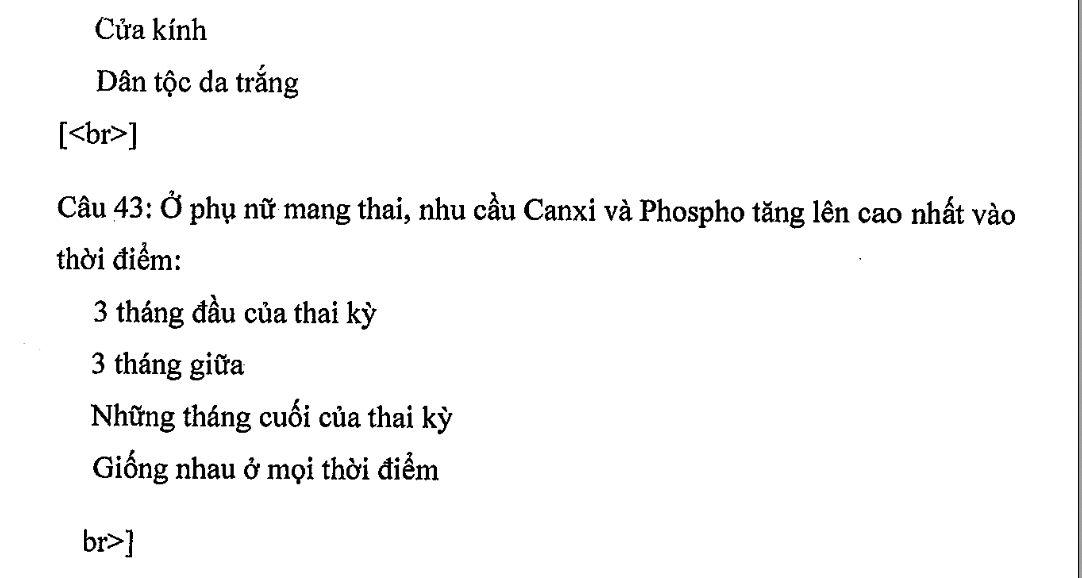 Cửa kính
Dân tộc da trắng
[<br>]
Câu 43: Ở phụ nữ mang thai, nhu cầu Canxi và Phospho tăng lên cao nhất vào
thời điểm:
3 tháng đầu của thai kỳ
3 tháng giữa
Những tháng cuối của thai kỳ
Giống nhau ở mọi thời điểm
br>]